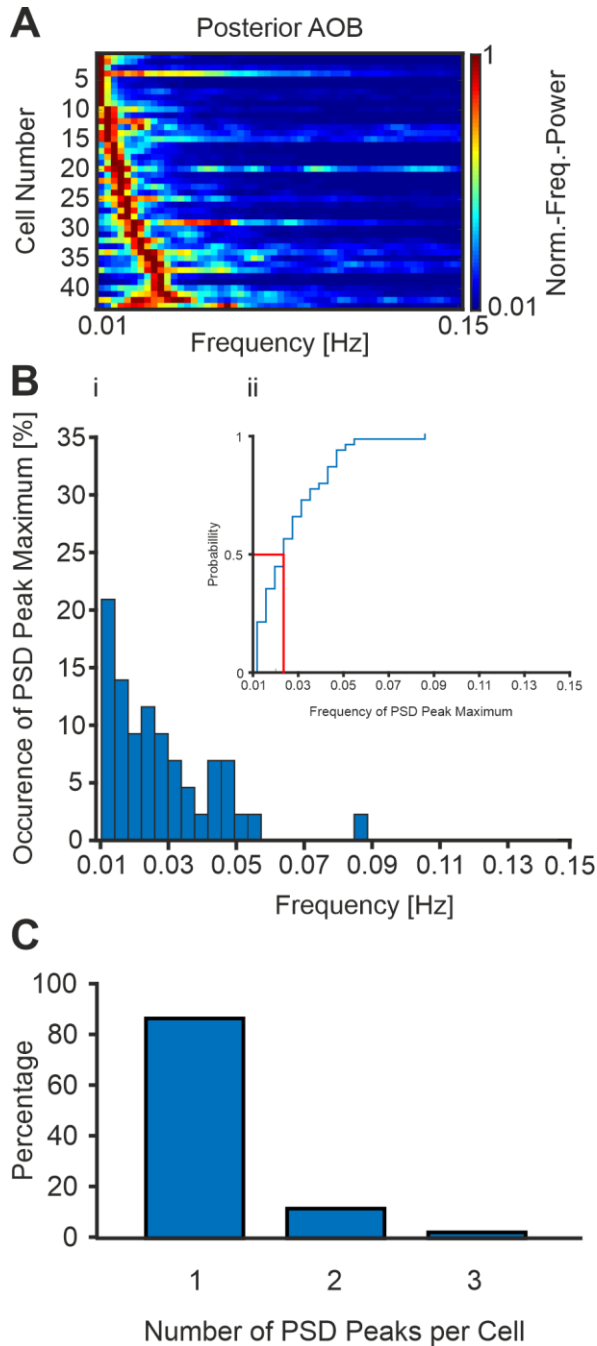 A
Posterior AOB
Cell Number
5
10
15
20
25
30
35
40
0.01
0.15
Frequency [Hz]
1
0.01
Norm.-Freq.-Power
B
i
ii
Occurence of PSD Peak Maximum [%]
35
30
25
20
15
10
5
0
0.01 0.03 0.05 0.07 0.09 0.11 0.13 0.15
Frequency [Hz]
Probabillity
1
0.5
0
0.01 0.03 0.05 0.07 0.09 0.11 0.13 0.15
Frequency of PSD Peak Maximum
C
Percentage
100
80
60
40
20
0
1 2 3
Number of PSD Peaks per Cell